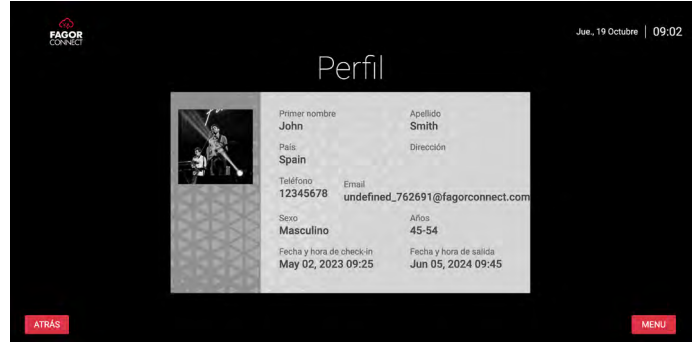 FAGOR
CONNECT
Jue., 19 Octubre | 09:02
Perfil
Primer nombre Apellido
John Smith
País Dirección
Spain
Teléfono Email
12345678 undefined_762691@fagorconnect.com
Sexo Años
Masculino 45-54
Fecha y hora de check-in Fecha y hora de salida
May 02, 2023 09:25 Jun 05, 2024 09:45
ATRÁS MENU